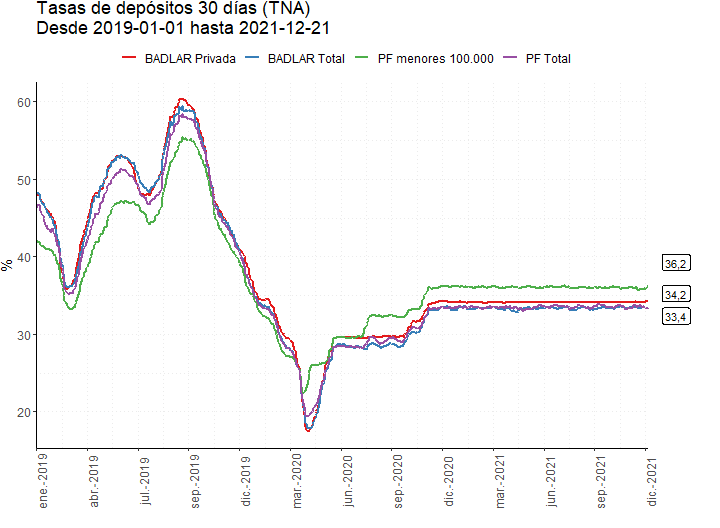 Tasas de depósitos 30 días (TNA)
Desde 2019-01-01 hasta 2021-12-21
BADLAR Privada BADLAR Total PF menores 100.000 PF Total
%
60
50
40
30
20
36,2
34,2
33,4
ene.-2019
abr.-2019
jul.-2019
sep.-2019
dic.-2019
mar.-2020
jun.-2020
sep.-2020
dic.-2020
mar.-2021
jun.-2021
sep.-2021
dic.-2021